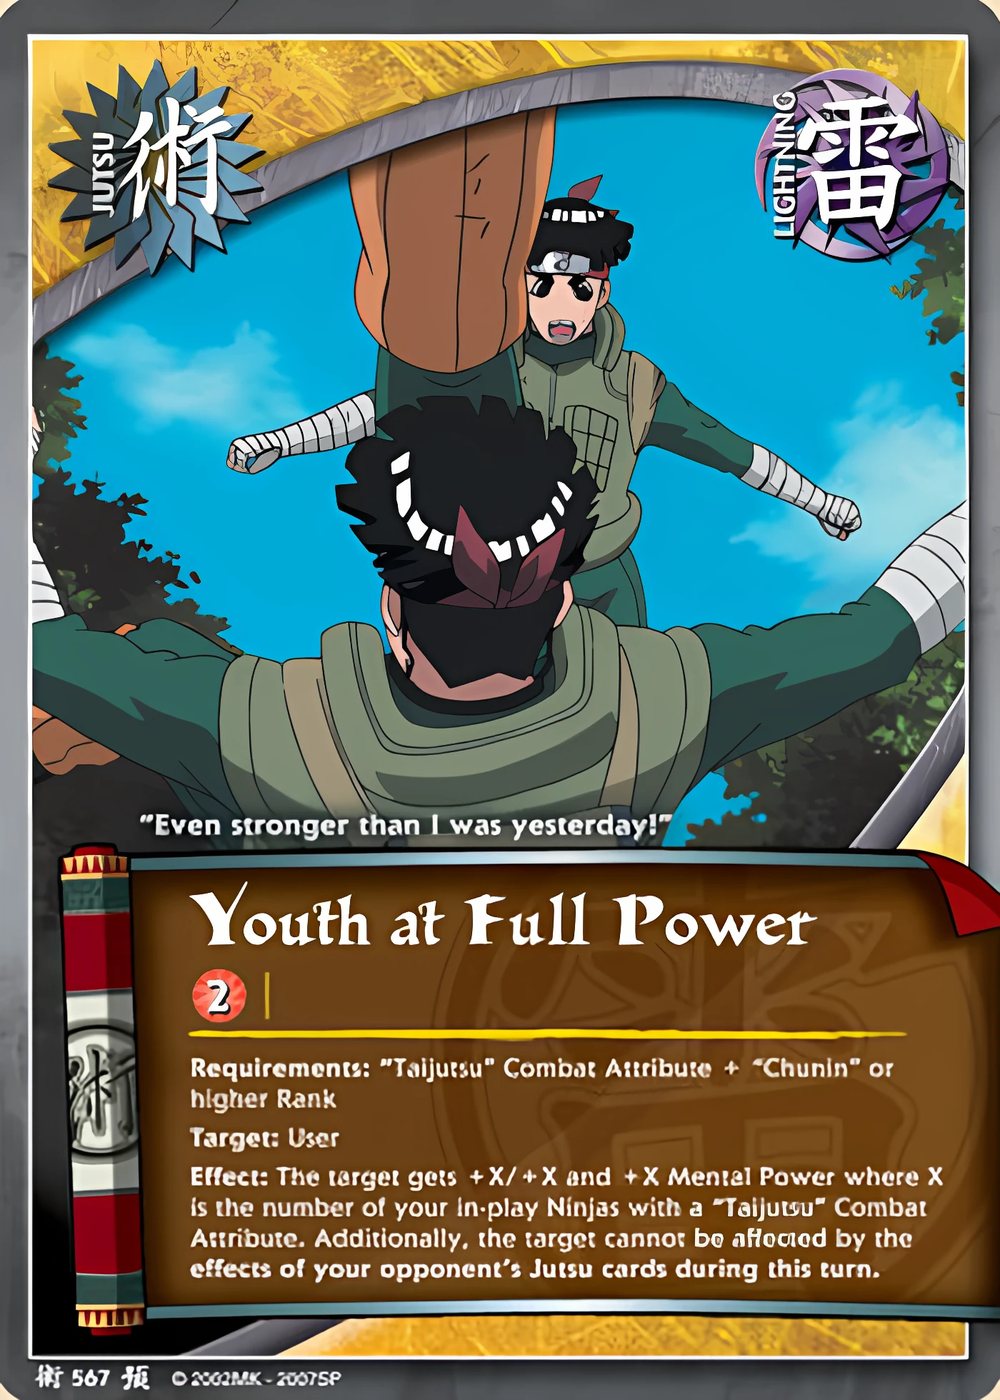 JUTSU
術
LIGHTNING
雷
"Even stronger than I was yesterday!"
Youth at Full Power
2
Requirements: "Taijutsu" Combat Attribute + "Chunin" or
higher Rank
Target: User
Effect: The target gets +X/+X and +X Mental Power where X
is the number of your in-play Ninjas with a "Taijutsu" Combat
Attribute. Additionally, the target cannot be affected by the
effects of your opponent's Jutsu cards during this turn.
術
術 567
© 2002MK - 2007SP